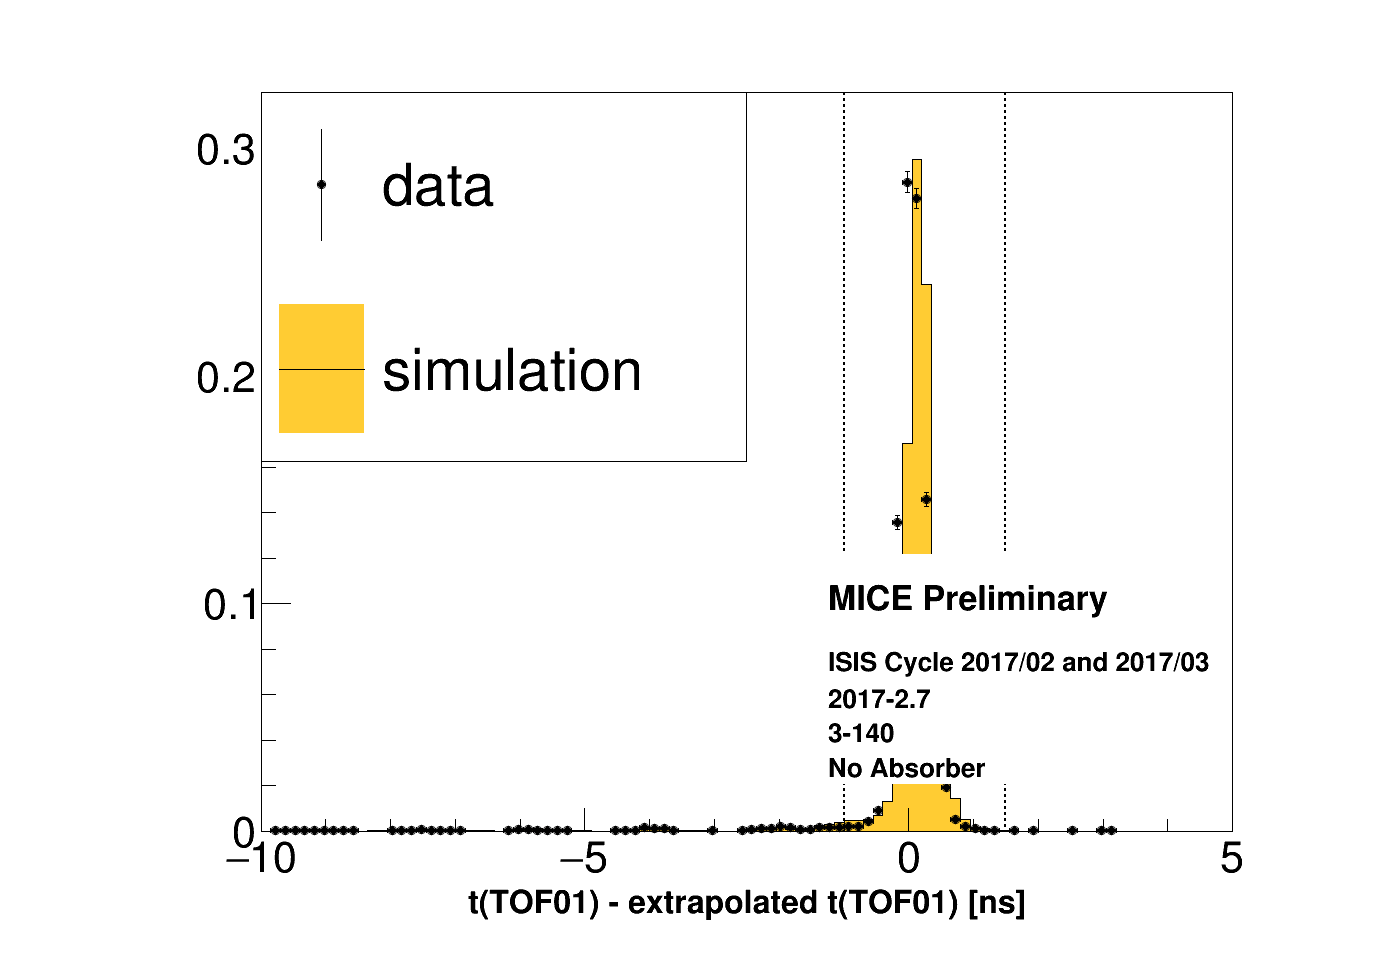 0.3
data
0.2
simulation
0.1
MICE Preliminary
ISIS Cycle 2017/02 and 2017/03
2017-2.7
3-140
No Absorber
0
−10 −5 0 5
t(TOF01) - extrapolated t(TOF01) [ns]